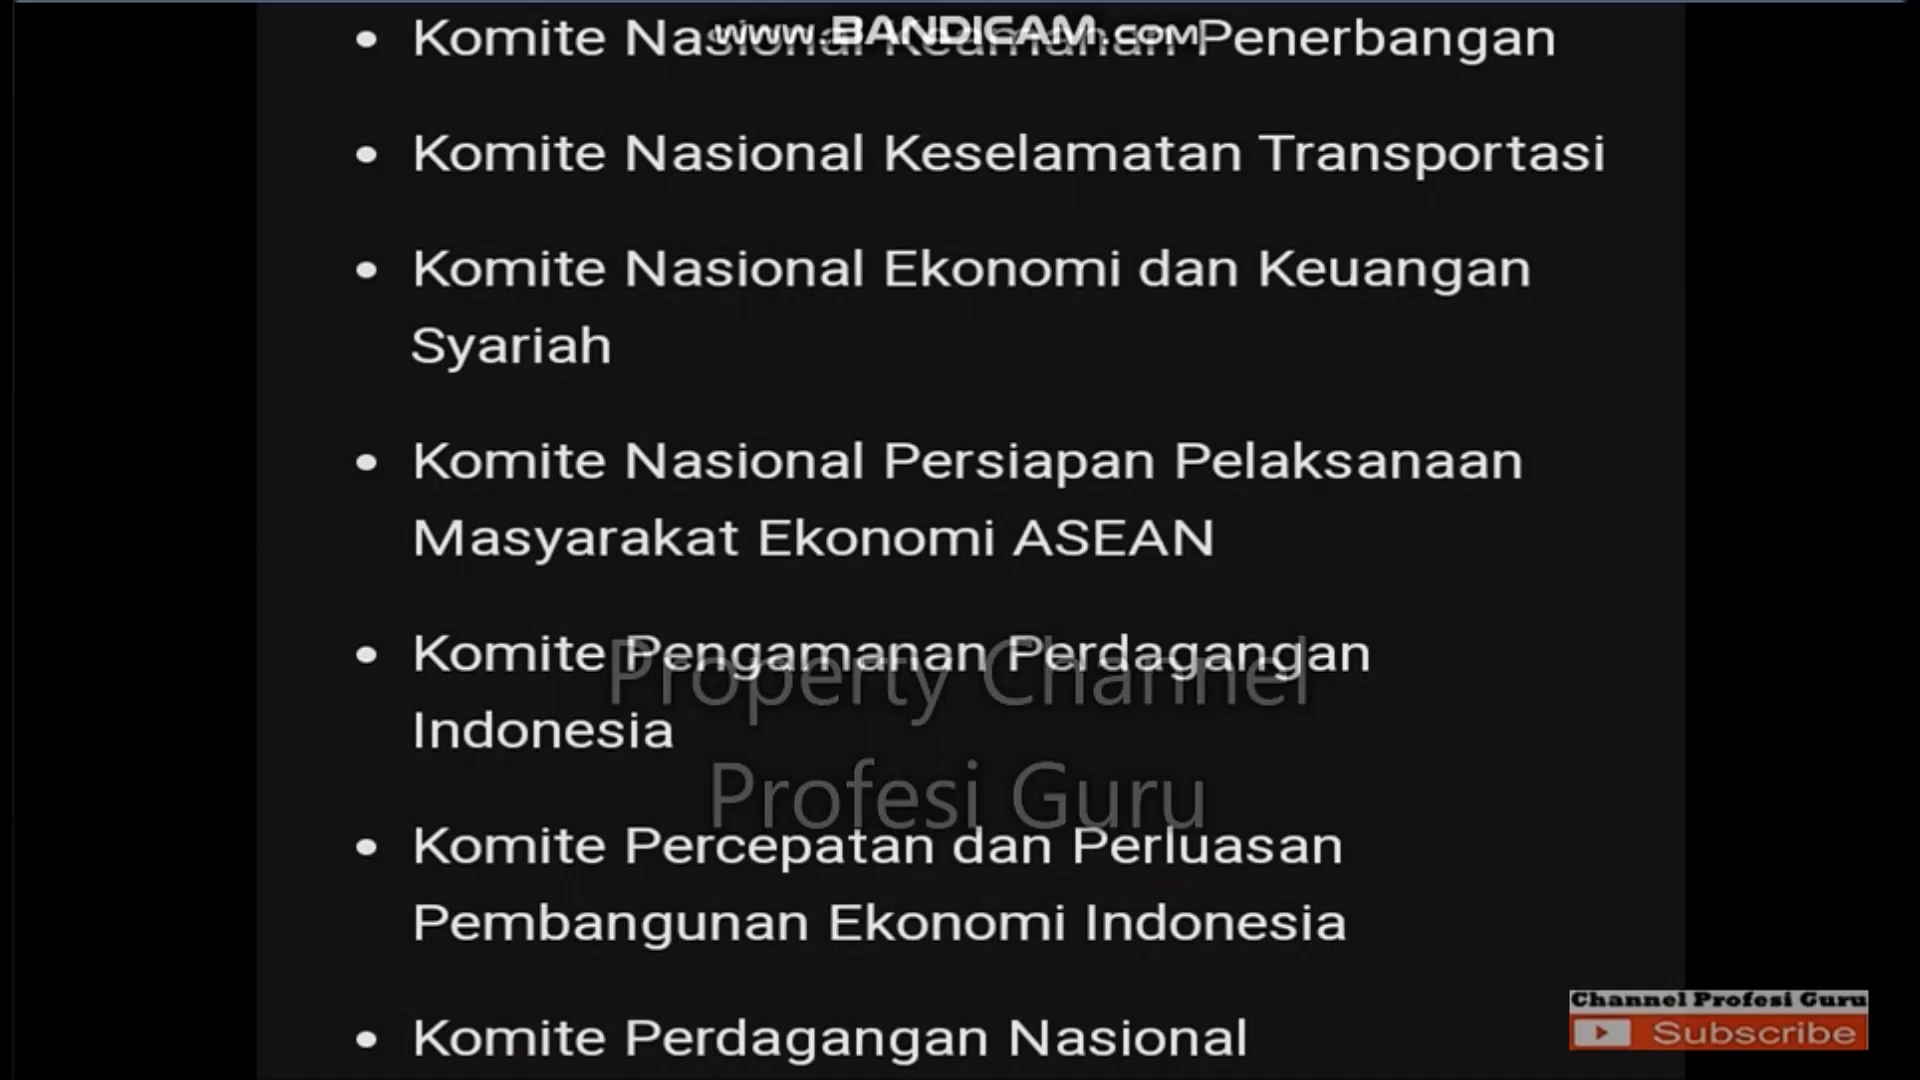 www.BANDICAM.com
• Komite Nasional Keamanan Penerbangan
• Komite Nasional Keselamatan Transportasi
• Komite Nasional Ekonomi dan Keuangan
Syariah
• Komite Nasional Persiapan Pelaksanaan
Masyarakat Ekonomi ASEAN
• Komite Pengamanan Perdagangan
Indonesia
Property Channel
Profesi Guru
• Komite Percepatan dan Perluasan
Pembangunan Ekonomi Indonesia
• Komite Perdagangan Nasional
Channel Profesi Guru
Subscribe